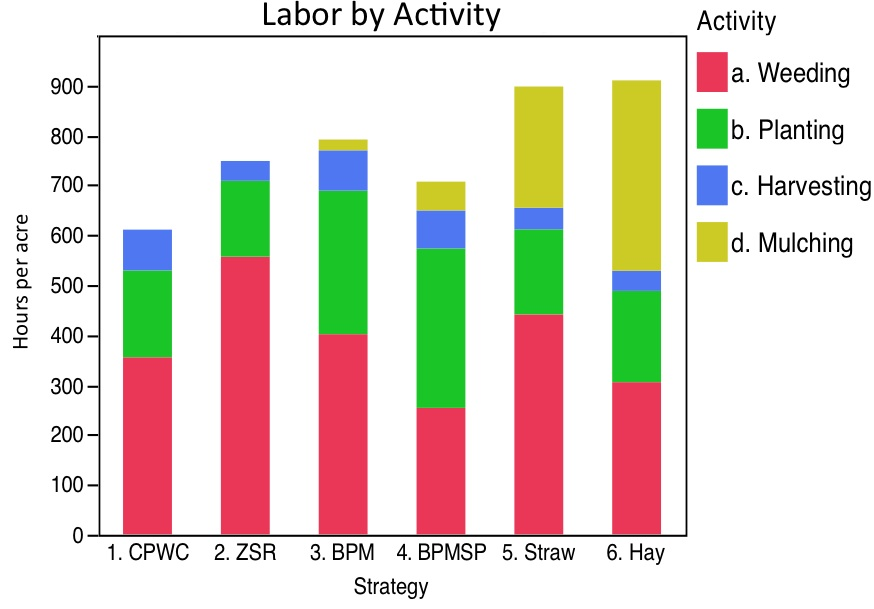 Labor by Activity
Activity
a. Weeding
b. Planting
c. Harvesting
d. Mulching
Hours per acre
900
800
700
600
500
400
300
200
100
0
1. CPWC 2. ZSR 3. BPM 4. BPMSP 5. Straw 6. Hay
Strategy